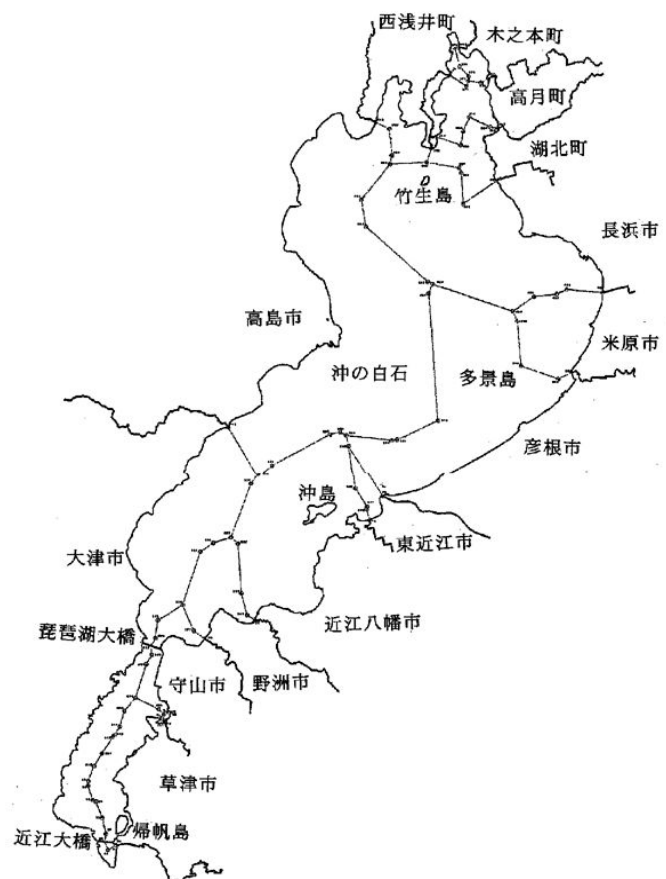 西浅井町
木之本町
高月町
湖北町
竹生島
長浜市
高島市
米原市
沖の白石
多景島
彦根市
沖島
東近江市
大津市
近江八幡市
琵琶湖大橋
守山市
野洲市
草津市
帰帆島
近江大橋